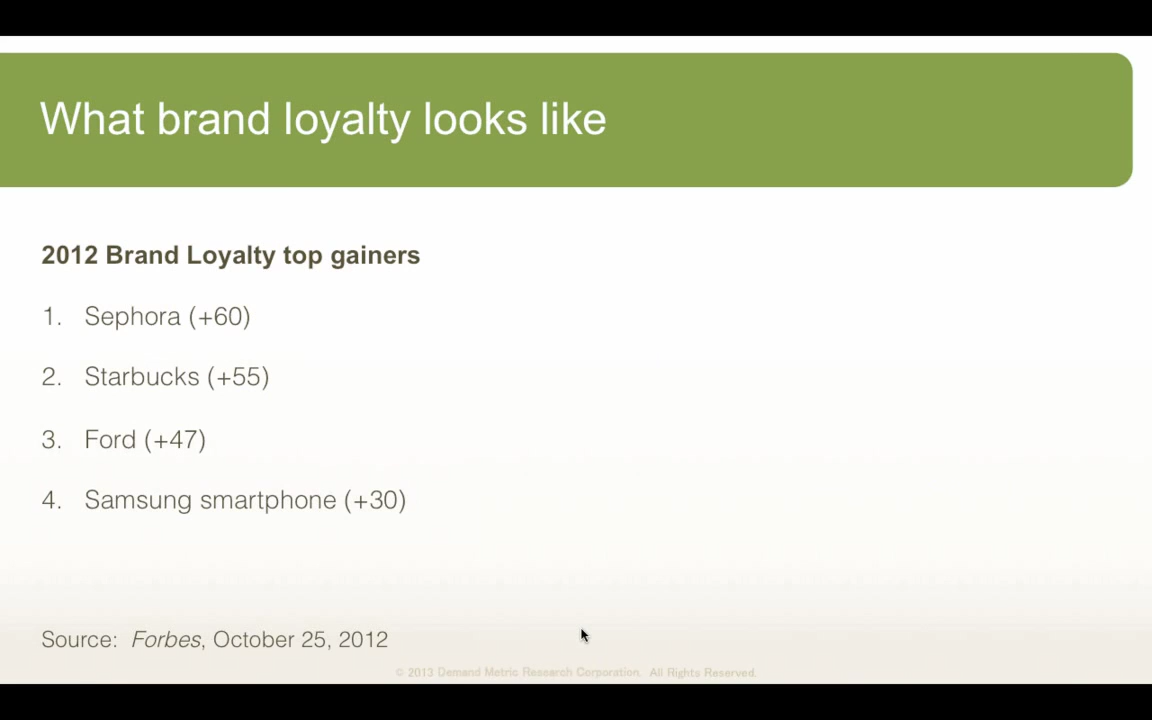 What brand loyalty looks like
2012 Brand Loyalty top gainers
1. Sephora (+60)
2. Starbucks (+55)
3. Ford (+47)
4. Samsung smartphone (+30)
Source: Forbes, October 25, 2012
© 2013 Demand Metric Research Corporation. All Rights Reserved.